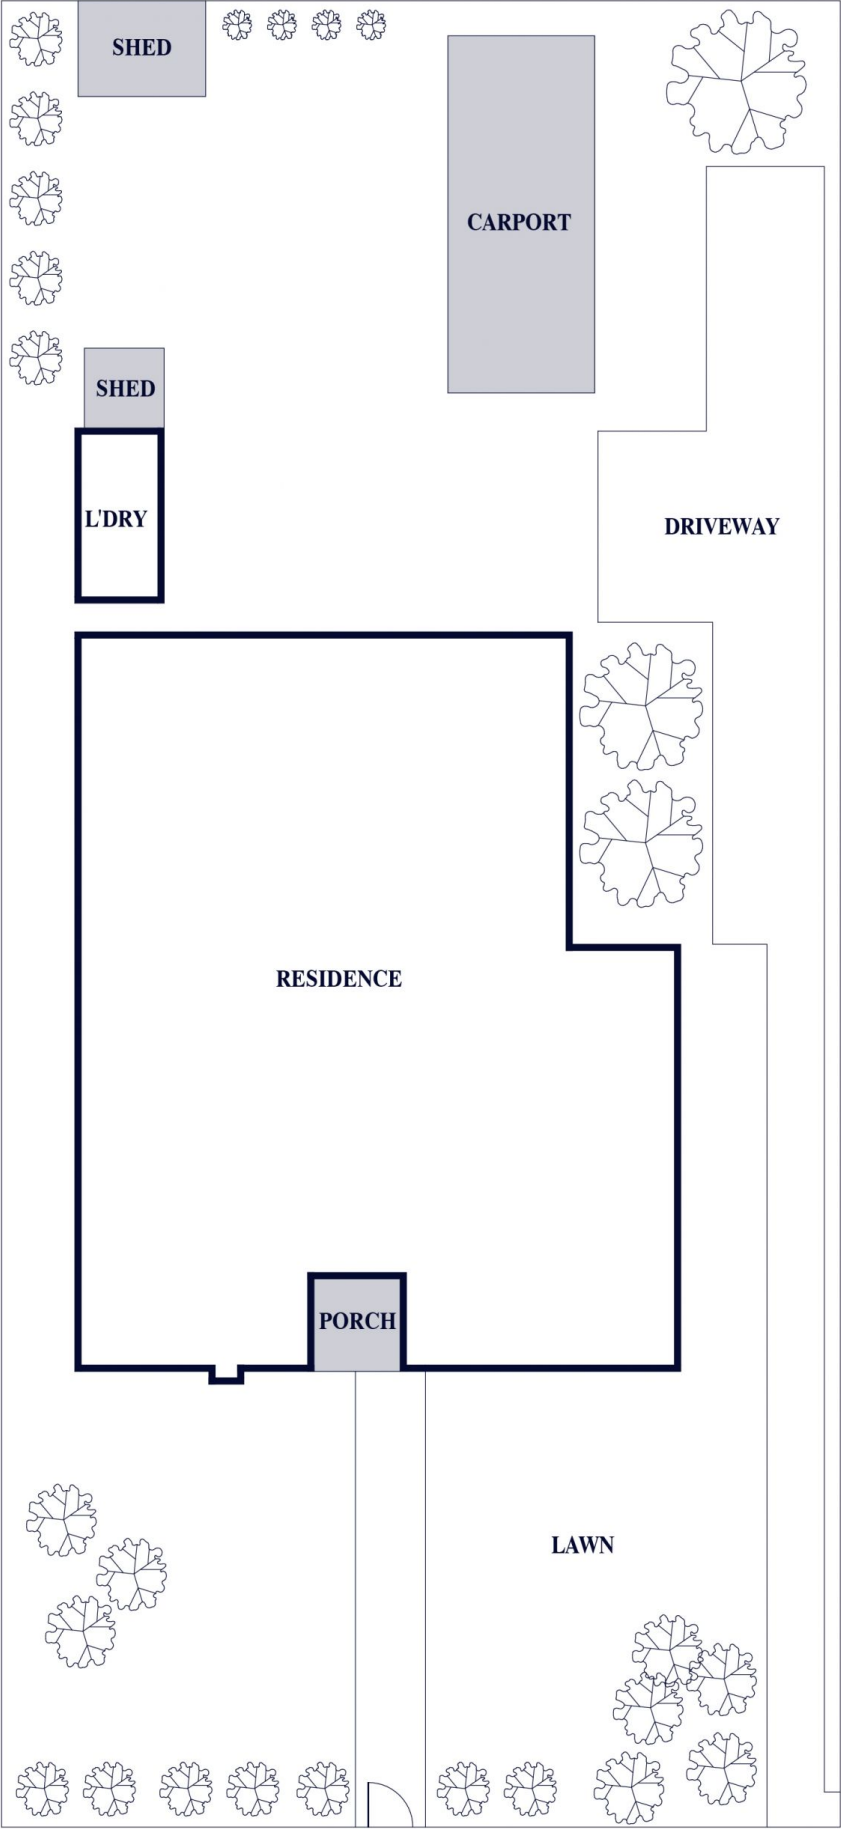 SHED
CARPORT
SHED
L'DRY
DRIVEWAY
RESIDENCE
PORCH
LAWN